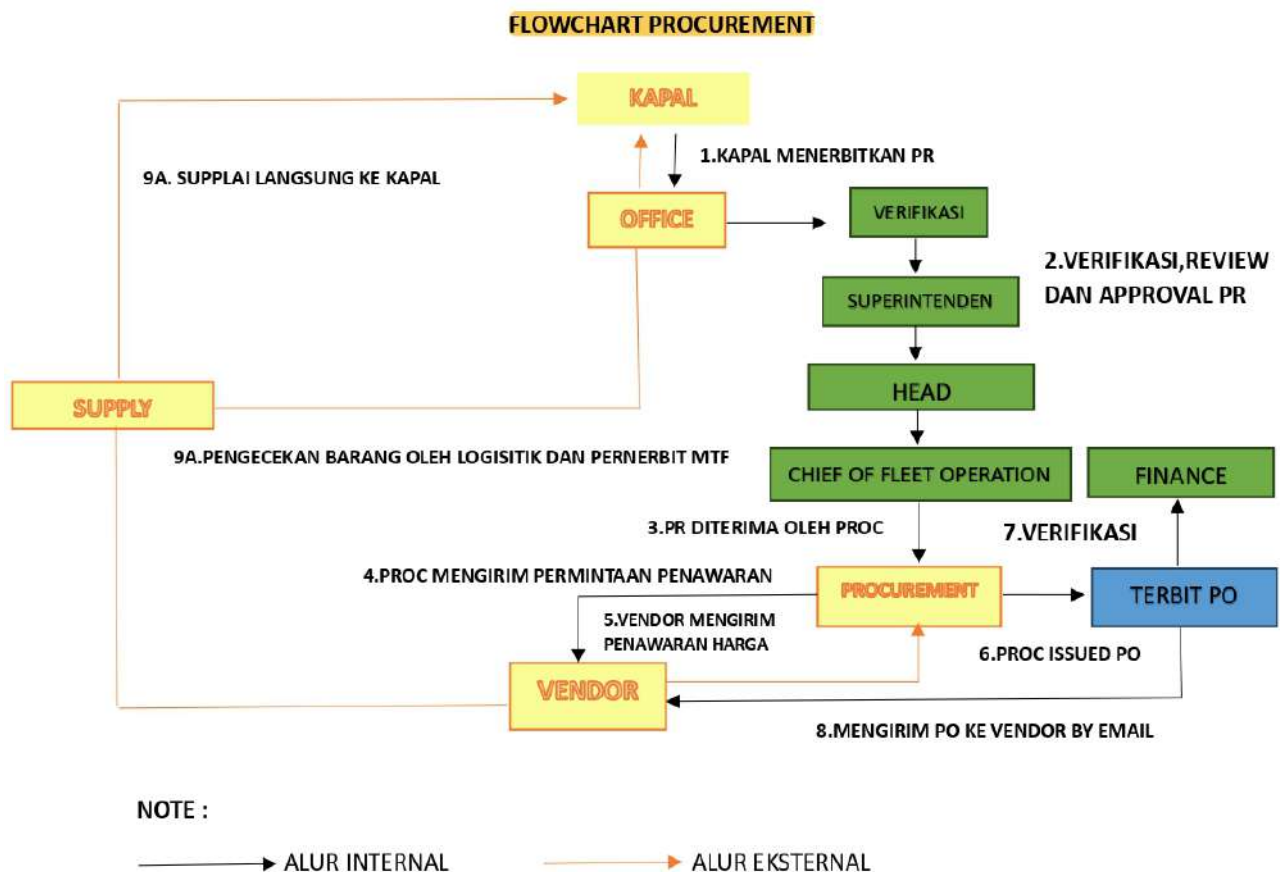 FLOWCHART PROCUREMENT
KAPAL
1.KAPAL MENERBITKAN PR
9A. SUPPLAI LANGSUNG KE KAPAL
OFFICE
VERIFIKASI
2.VERIFIKASI,REVIEW
DAN APPROVAL PR
SUPERINTENDEN
HEAD
SUPPLY
9A.PENGECEKAN BARANG OLEH LOGISITIK DAN PERNERBIT MTF
CHIEF OF FLEET OPERATION
FINANCE
3.PR DITERIMA OLEH PROC
7.VERIFIKASI
4.PROC MENGIRIM PERMINTAAN PENAWARAN
PROCUREMENT
TERBIT PO
5.VENDOR MENGIRIM
PENAWARAN HARGA
6.PROC ISSUED PO
VENDOR
8.MENGIRIM PO KE VENDOR BY EMAIL
NOTE :
ALUR INTERNAL
ALUR EKSTERNAL